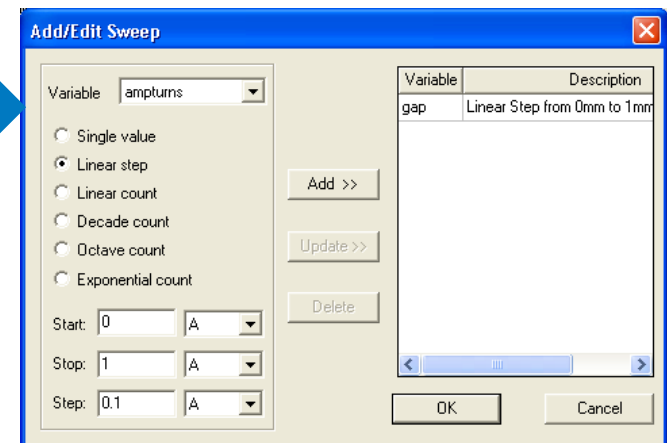 Add/Edit Sweep
Variable ampturns
Single value
Linear step
Linear count
Decade count
Octave count
Exponential count
Start: 0 A
Stop: 1 A
Step: 0.1 A
Add >>
Update >>
Delete
Variable Description
gap Linear Step from 0mm to 1mm
OK Cancel